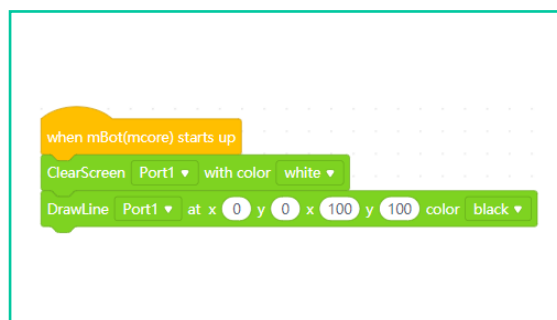 when mBot(mcore) starts up
ClearScreen Port1 with color white
DrawLine Port1 at x 0 y 0 x 100 y 100 color black